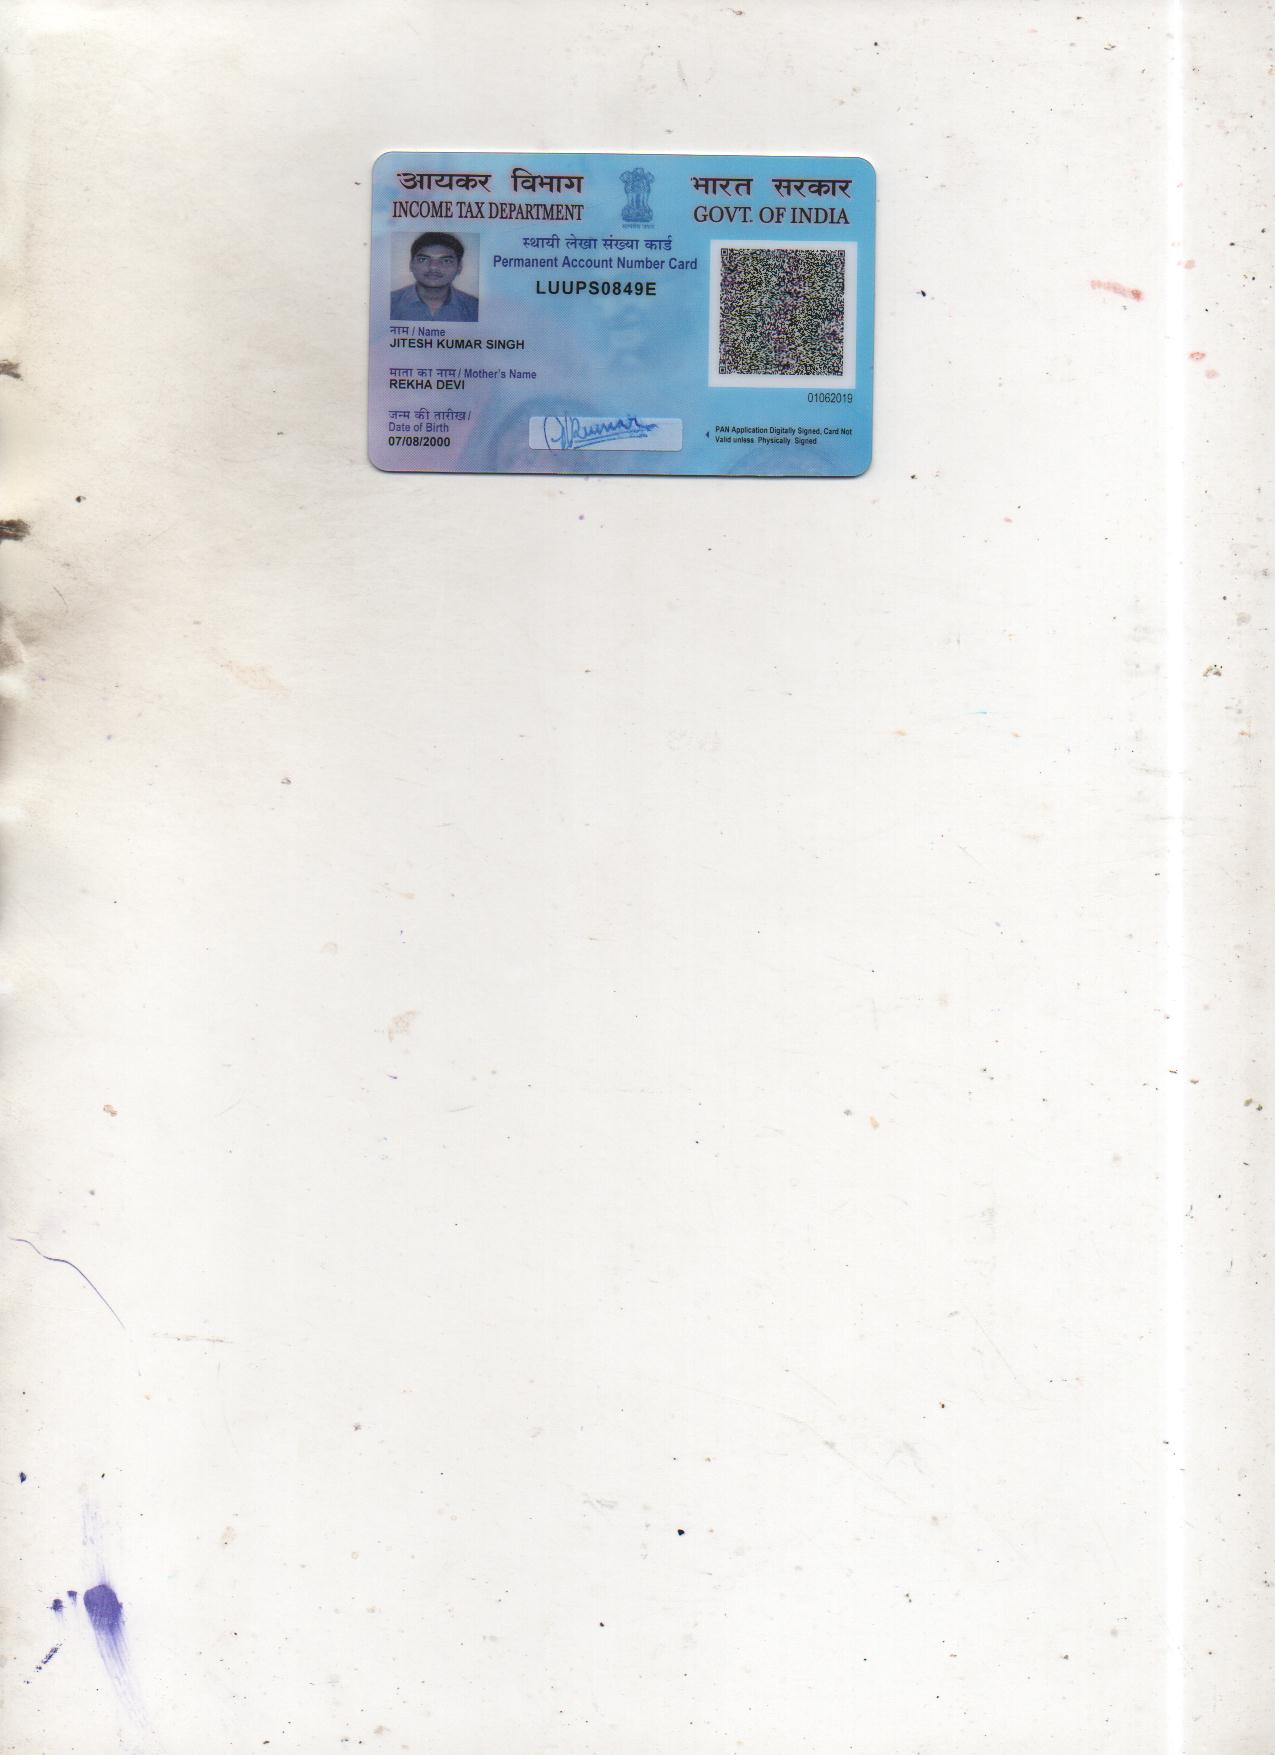 आयकर विभाग
INCOME TAX DEPARTMENT
भारत सरकार
GOVT. OF INDIA
सत्यमेव जयते
स्थायी लेखा संख्या कार्ड
Permanent Account Number Card
LUUPS0849E
नाम / Name
JITESH KUMAR SINGH
माता का नाम / Mother's Name
REKHA DEVI
जन्म की तारीख /
Date of Birth
07/08/2000
01062019
PAN Application Digitally Signed, Card Not
Valid unless Physically Signed